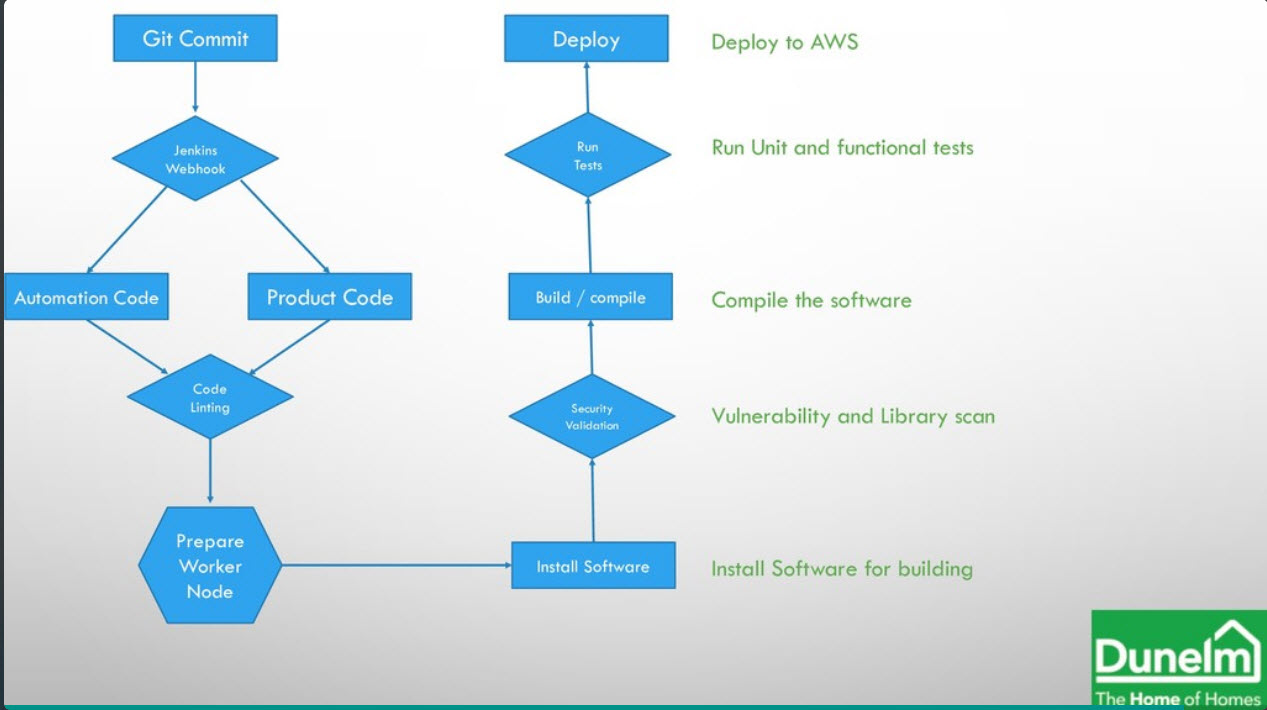 Git Commit
Jenkins
Webhook
Automation Code
Product Code
Code
Linting
Prepare
Worker
Node
Deploy
Deploy to AWS
Run
Tests
Run Unit and functional tests
Build / compile
Compile the software
Security
Validation
Vulnerability and Library scan
Install Software
Install Software for building
Dunelm
The Home of Homes